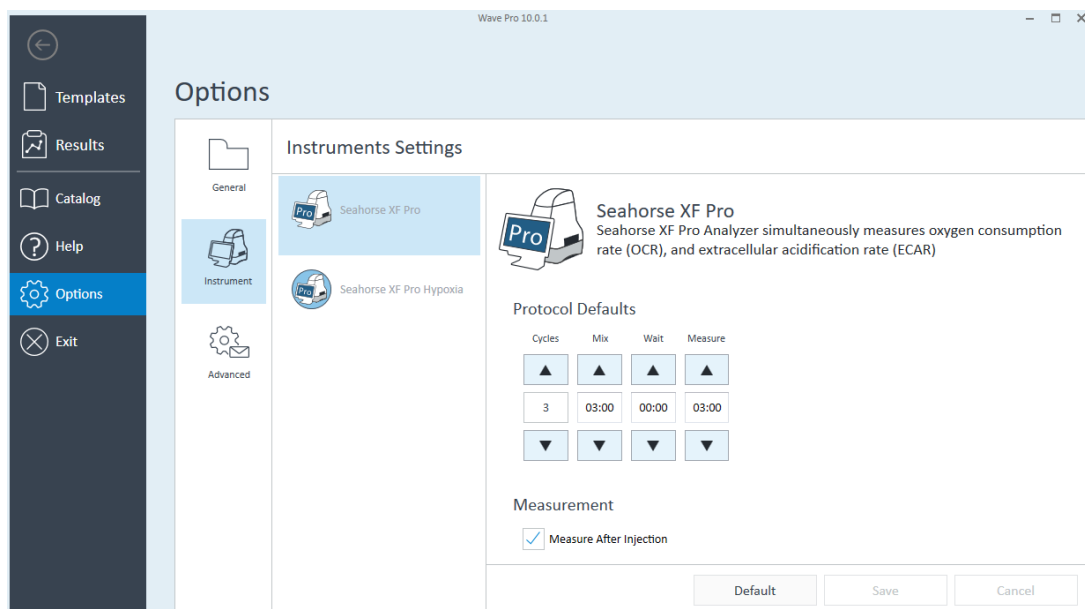 Wave Pro 10.0.1
Templates
Results
Catalog
Help
Options
Exit
Options
General
Instrument
Advanced
Instruments Settings
Pro
Seahorse XF Pro
Pro
Seahorse XF Pro Hypoxia
Pro
Seahorse XF Pro
Seahorse XF Pro Analyzer simultaneously measures oxygen consumption
rate (OCR), and extracellular acidification rate (ECAR)
Protocol Defaults
Cycles Mix Wait Measure
3 03:00 00:00 03:00
Measurement
Measure After Injection
Default Save Cancel